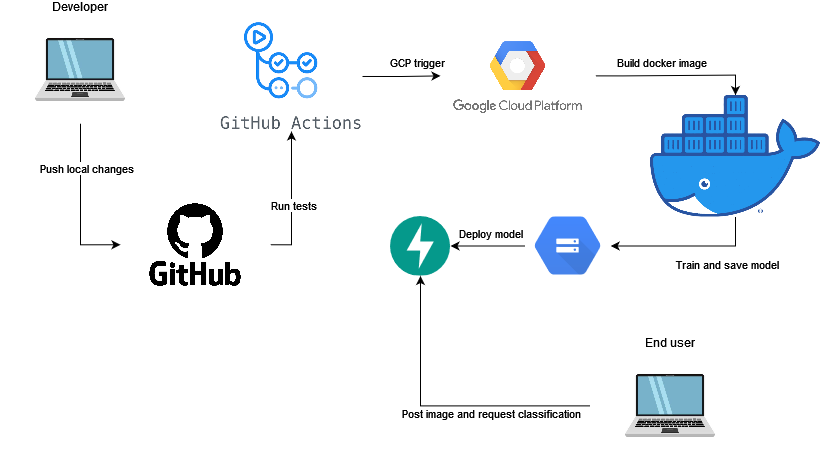 Developer
GCP trigger
Build docker image
Google Cloud Platform
GitHub Actions
Push local changes
Run tests
GitHub
Deploy model
Train and save model
End user
Post image and request classification